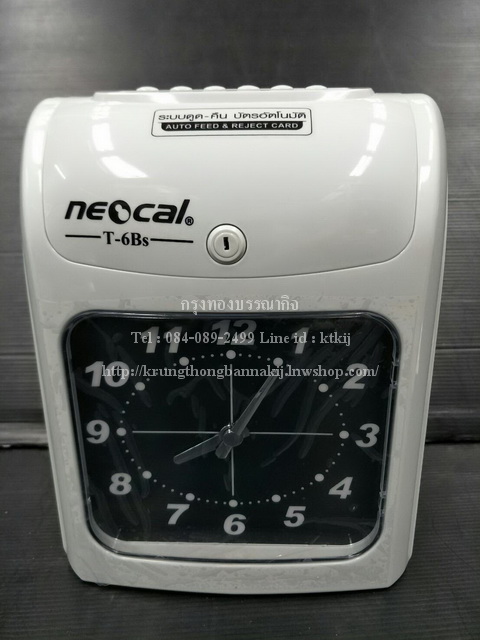 ระบบดูด-คืน บัตรอัตโนมัติ
AUTO FEED & REJECT CARD
neocal®
T-6Bs
กรุงทองบรรณากิจ
Tel : 084-089-2499 Line id : ktkij
http://krungthongbannakij.lnwshop.com/
11 12 1
10 2
9 3
8 4
7 6 5